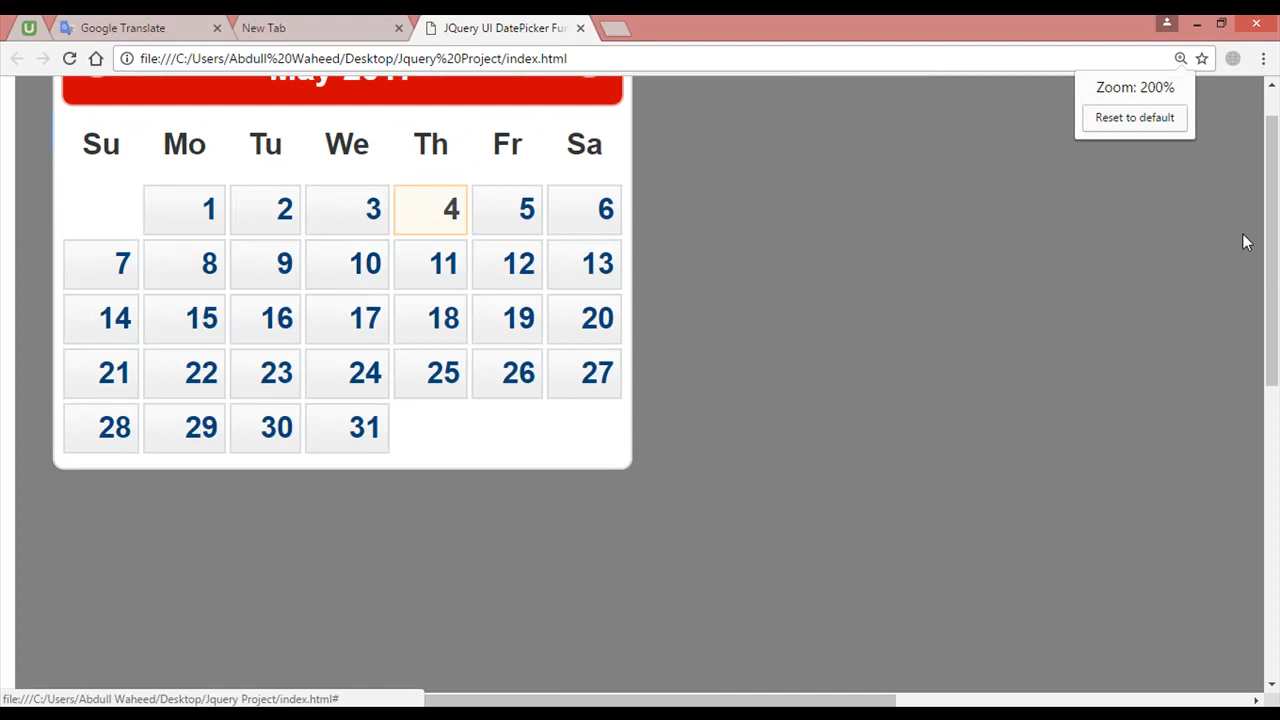 Google Translate
New Tab
JQuery UI DatePicker Fur
file:///C:/Users/Abdull%20Waheed/Desktop/Jquery%20Project/index.html
Zoom: 200%
Reset to default
May 2017
Su Mo Tu We Th Fr Sa
1 2 3 4 5 6
7 8 9 10 11 12 13
14 15 16 17 18 19 20
21 22 23 24 25 26 27
28 29 30 31
file:///C:/Users/Abdull Waheed/Desktop/Jquery Project/index.html#